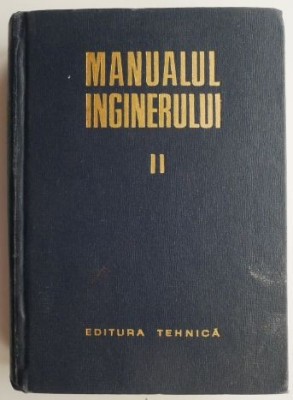 MANUALUL
INGINERULUI
II
EDITURA TEHNICĂ